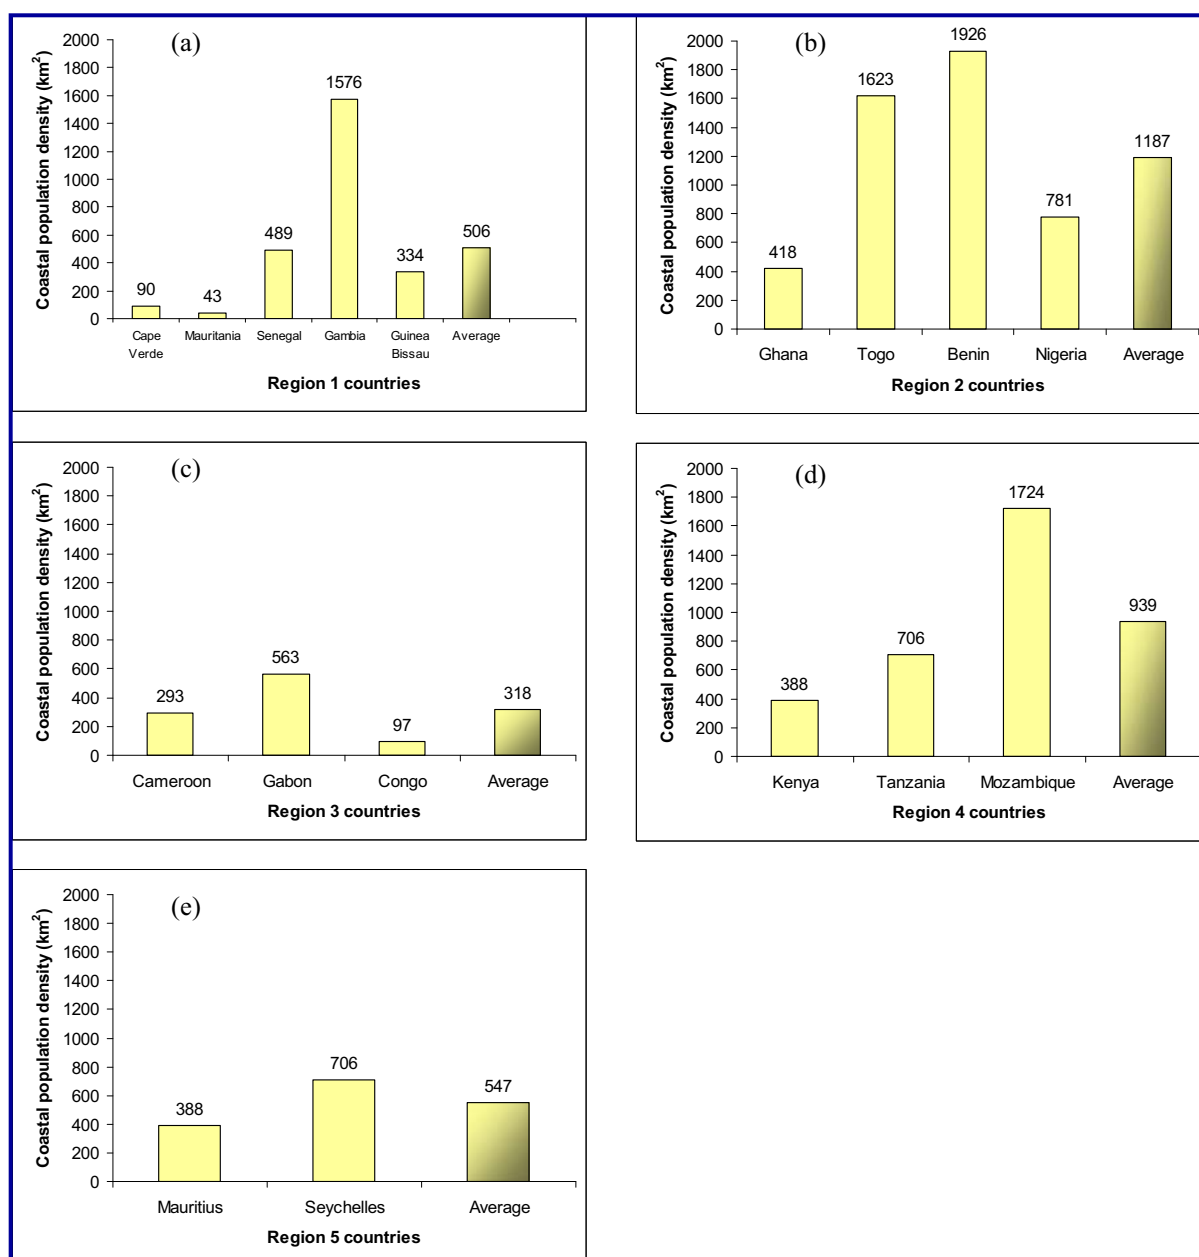 (a)
Coastal population density (km²)
2000
1800
1600
1400
1200
1000
800
600
400
200
0
90
43
489
1576
334
506
Cape Verde
Mauritania
Senegal
Gambia
Guinea Bissau
Average
Region 1 countries
(b)
Coastal population density (km²)
2000
1800
1600
1400
1200
1000
800
600
400
200
0
418
1623
1926
781
1187
Ghana
Togo
Benin
Nigeria
Average
Region 2 countries
(c)
Coastal population density (km²)
2000
1800
1600
1400
1200
1000
800
600
400
200
0
293
563
97
318
Cameroon
Gabon
Congo
Average
Region 3 countries
(d)
Coastal population density (km²)
2000
1800
1600
1400
1200
1000
800
600
400
200
0
388
706
1724
939
Kenya
Tanzania
Mozambique
Average
Region 4 countries
(e)
Coastal population density (km²)
2000
1800
1600
1400
1200
1000
800
600
400
200
0
388
706
547
Mauritius
Seychelles
Average
Region 5 countries